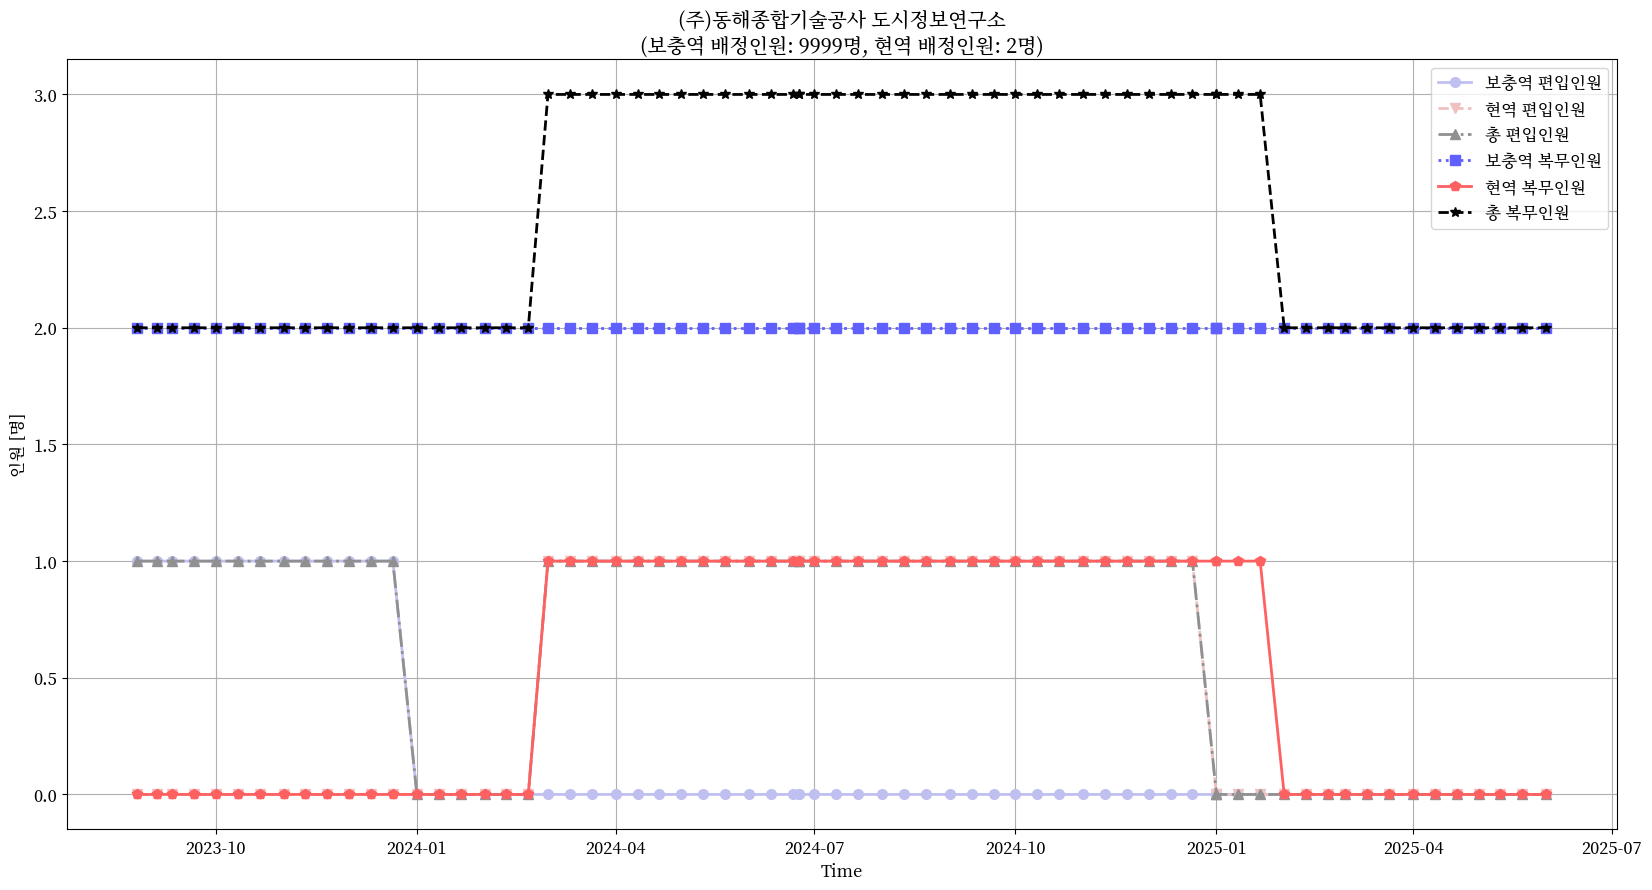 (주)동해종합기술공사 도시정보연구소
(보충역 배정인원: 9999명, 현역 배정인원: 2명)
보충역 편입인원
현역 편입인원
총 편입인원
보충역 복무인원
현역 복무인원
총 복무인원
인원 [명]
3.0
2.5
2.0
1.5
1.0
0.5
0.0
2023-10
2024-01
2024-04
2024-07
2024-10
2025-01
2025-04
2025-07
Time